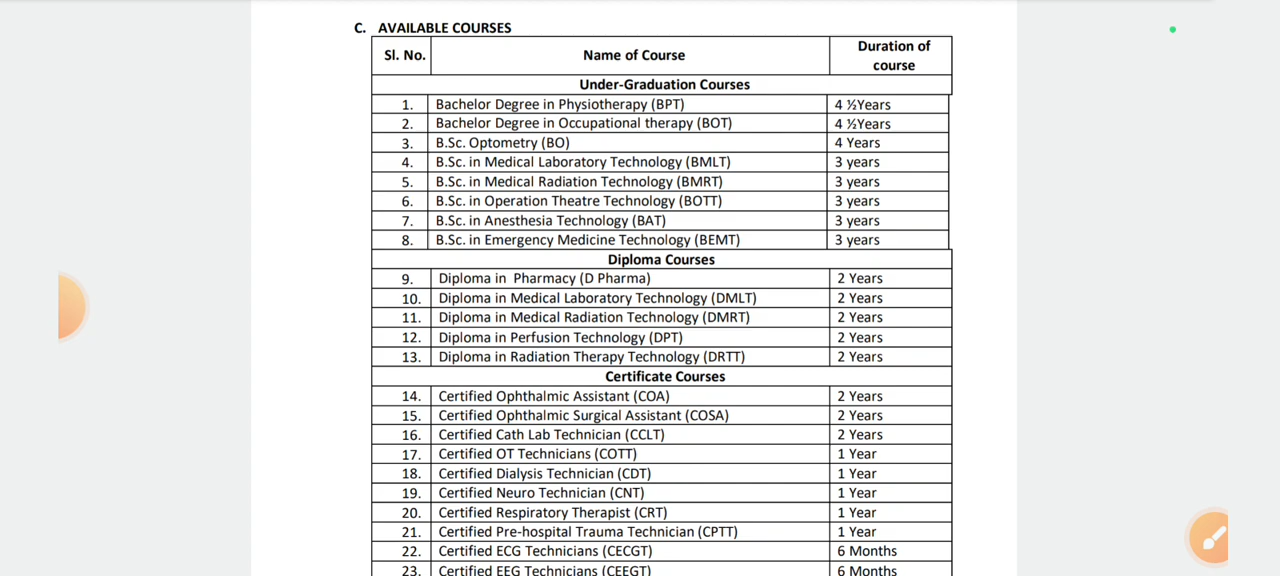 C. AVAILABLE COURSES
Sl. No. Name of Course Duration of course
Under-Graduation Courses
1. Bachelor Degree in Physiotherapy (BPT) 4 ½Years
2. Bachelor Degree in Occupational therapy (BOT) 4 ½Years
3. B.Sc. Optometry (BO) 4 Years
4. B.Sc. in Medical Laboratory Technology (BMLT) 3 years
5. B.Sc. in Medical Radiation Technology (BMRT) 3 years
6. B.Sc. in Operation Theatre Technology (BOTT) 3 years
7. B.Sc. in Anesthesia Technology (BAT) 3 years
8. B.Sc. in Emergency Medicine Technology (BEMT) 3 years
Diploma Courses
9. Diploma in Pharmacy (D Pharma) 2 Years
10. Diploma in Medical Laboratory Technology (DMLT) 2 Years
11. Diploma in Medical Radiation Technology (DMRT) 2 Years
12. Diploma in Perfusion Technology (DPT) 2 Years
13. Diploma in Radiation Therapy Technology (DRTT) 2 Years
Certificate Courses
14. Certified Ophthalmic Assistant (COA) 2 Years
15. Certified Ophthalmic Surgical Assistant (COSA) 2 Years
16. Certified Cath Lab Technician (CCLT) 2 Years
17. Certified OT Technicians (COTT) 1 Year
18. Certified Dialysis Technician (CDT) 1 Year
19. Certified Neuro Technician (CNT) 1 Year
20. Certified Respiratory Therapist (CRT) 1 Year
21. Certified Pre-hospital Trauma Technician (CPTT) 1 Year
22. Certified ECG Technicians (CECGT) 6 Months
23. Certified EEG Technicians (CEEGT) 6 Months